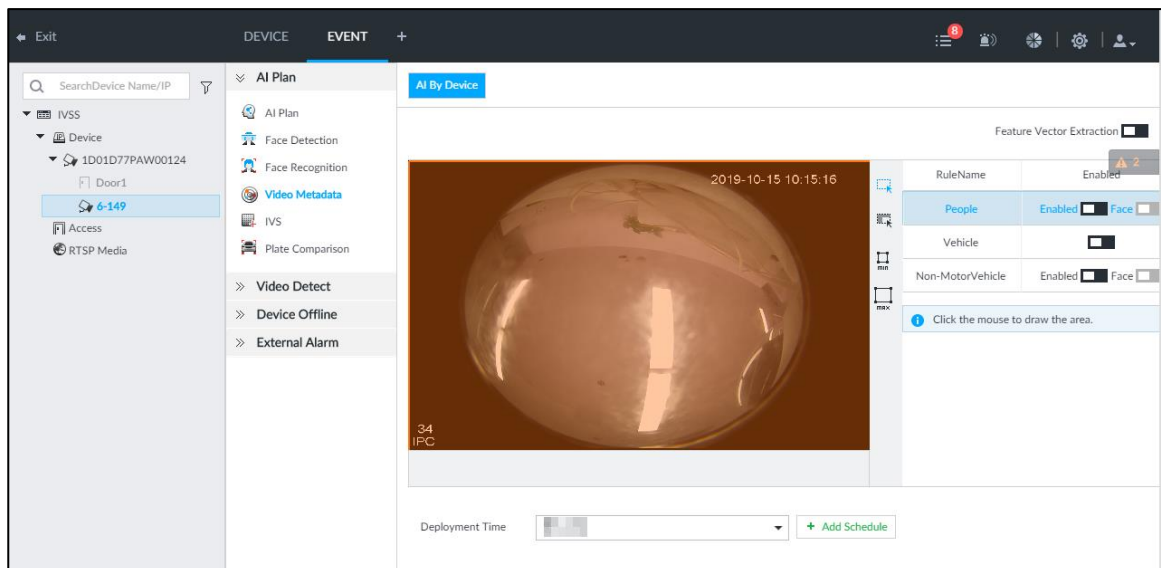 Exit
DEVICE
EVENT
+
8
SearchDevice Name/IP
IVSS
Device
1D01D77PAW00124
Door1
6-149
Access
RTSP Media
AI Plan
AI Plan
Face Detection
Face Recognition
Video Metadata
IVS
Plate Comparison
Video Detect
Device Offline
External Alarm
AI By Device
Feature Vector Extraction
2
2019-10-15 10:15:16
34
IPC
min
max
RuleName Enabled
People Enabled Face
Vehicle
Non-MotorVehicle Enabled Face
Click the mouse to draw the area.
Deployment Time
+ Add Schedule